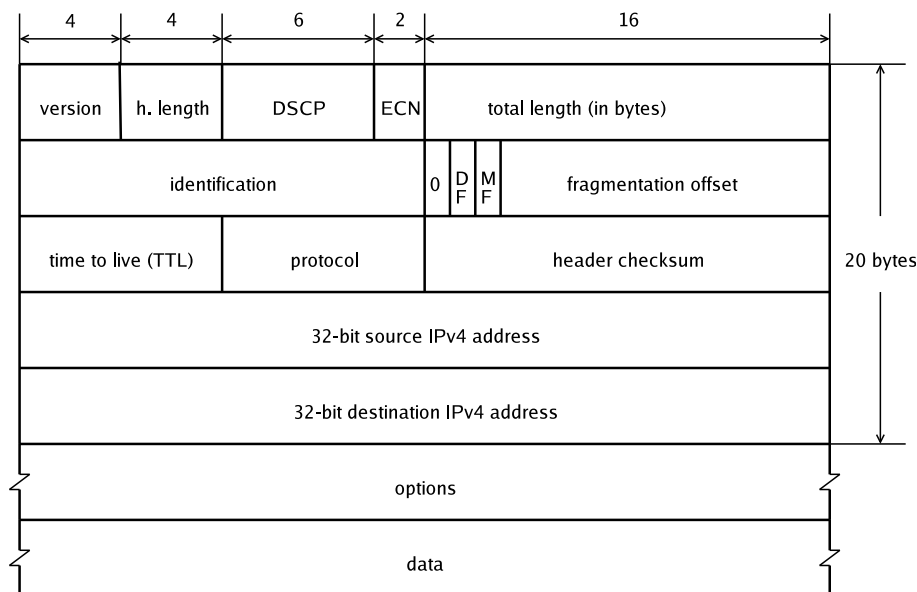 4 4 6 2 16
version h. length DSCP ECN total length (in bytes)
identification 0 DF MF fragmentation offset
time to live (TTL) protocol header checksum 20 bytes
32-bit source IPv4 address
32-bit destination IPv4 address
options
data